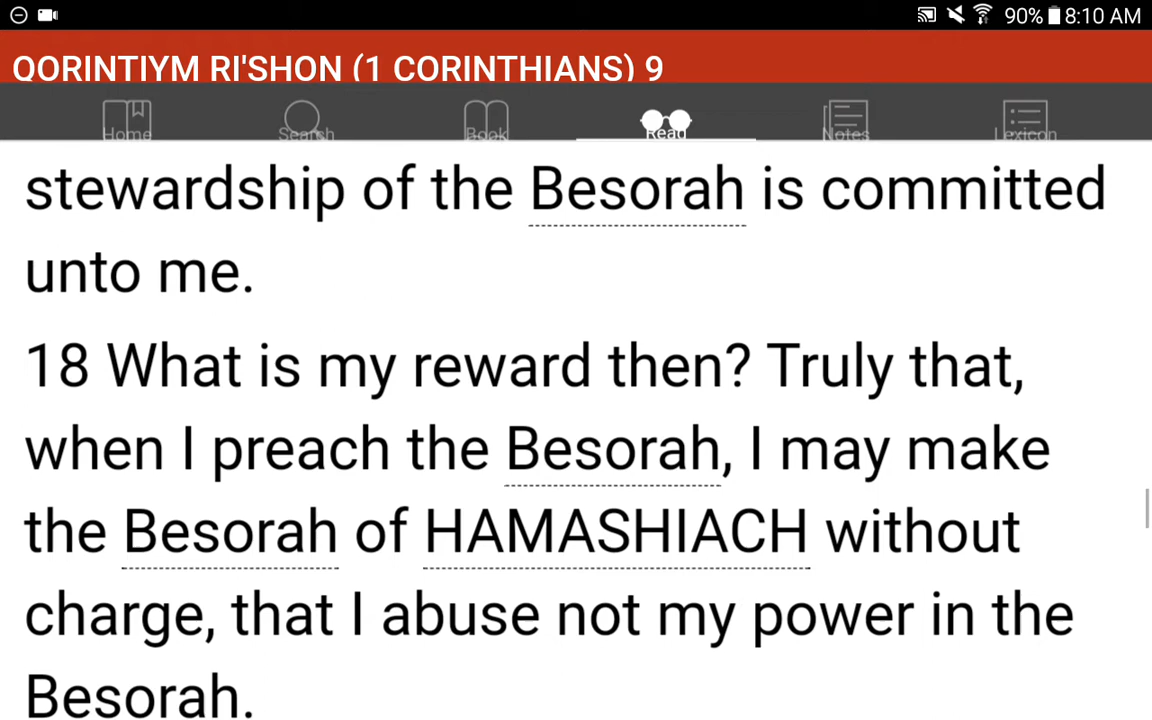 90% 8:10 AM
QORINTIYM RI'SHON (1 CORINTHIANS) 9
Home Search Book Read Notes Lexicon
stewardship of the Besorah is committed
unto me.
18 What is my reward then? Truly that,
when I preach the Besorah, I may make
the Besorah of HAMASHIACH without
charge, that I abuse not my power in the
Besorah.